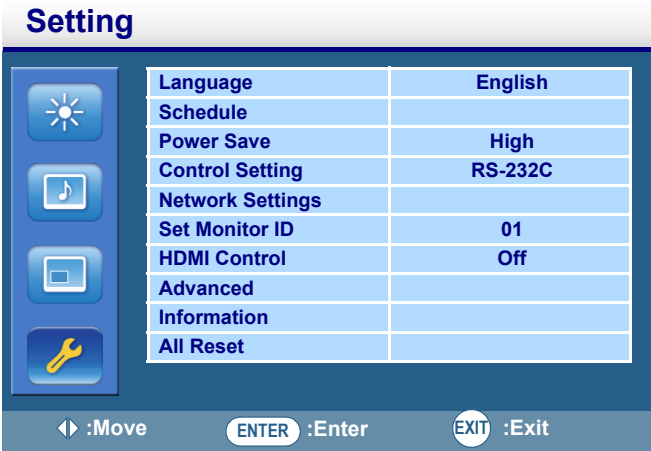 Setting
Language English
Schedule
Power Save High
Control Setting RS-232C
Network Settings
Set Monitor ID 01
HDMI Control Off
Advanced
Information
All Reset
:Move ENTER :Enter EXIT :Exit